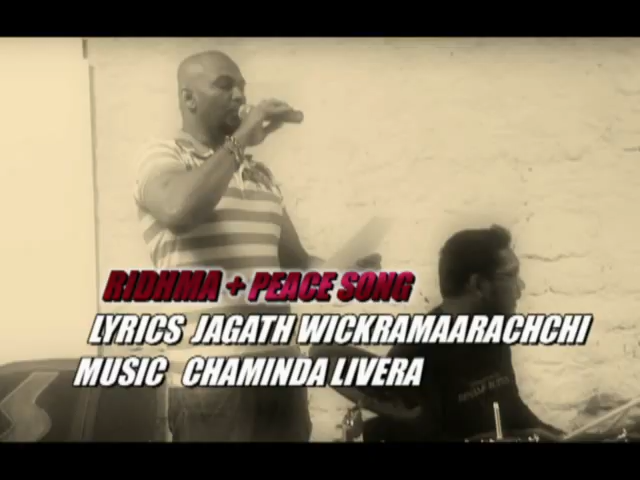 RIDHMA + PEACE SONG
LYRICS JAGATH WICKRAMAARACHCHI
MUSIC CHAMINDA LIVERA